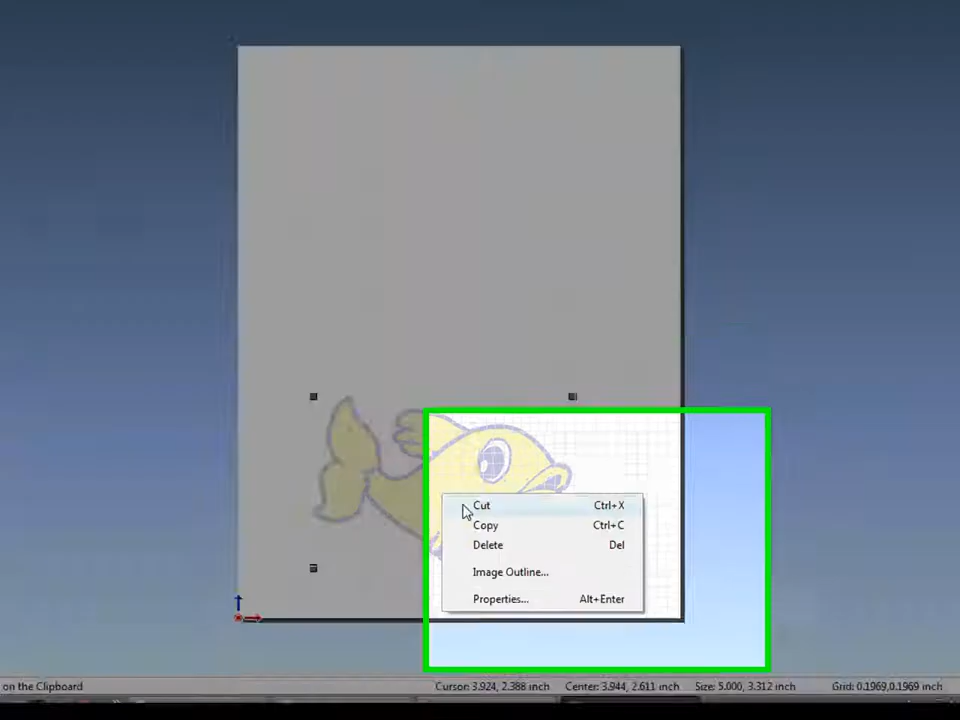 Cut Ctrl+X
Copy Ctrl+C
Delete Del
Image Outline...
Properties... Alt+Enter
on the Clipboard Cursor: 3.924, 2.388 inch Center: 3.944, 2.611 inch Size: 5.000, 3.312 inch Grid: 0.1969,0.1969 inch